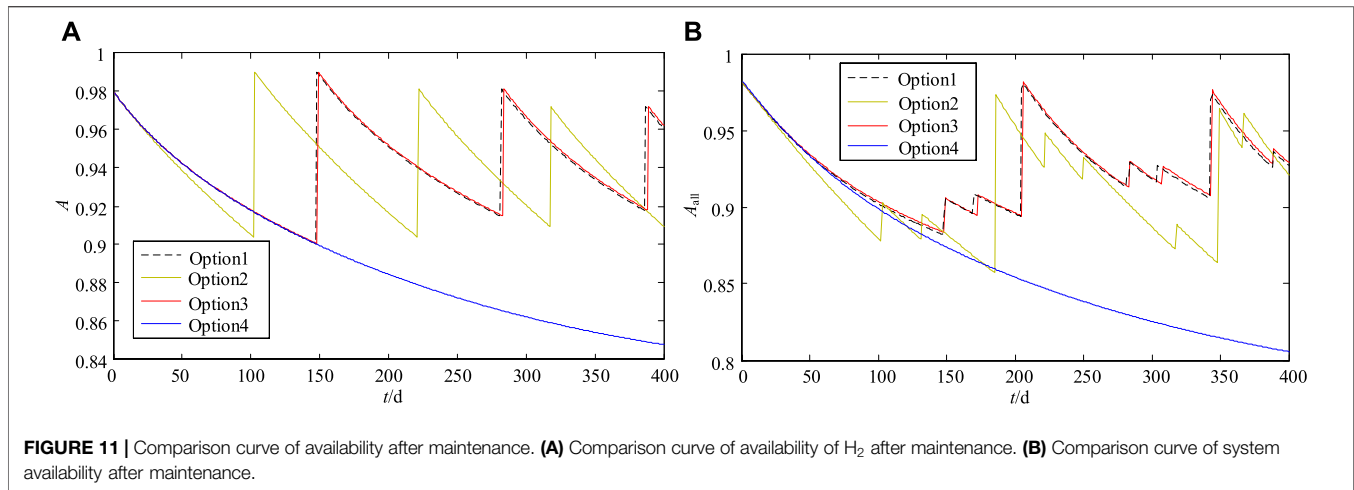 A
1
0.98
0.96
0.94
0.92
0.9
0.88
0.86
0.84
A
Option1
Option2
Option3
Option4
0 50 100 150 200 250 300 350 400
t/d
B
1
0.95
0.9
0.85
0.8
Aall
Option1
Option2
Option3
Option4
0 50 100 150 200 250 300 350 400
t/d
FIGURE 11 | Comparison curve of availability after maintenance. (A) Comparison curve of availability of H2 after maintenance. (B) Comparison curve of system
availability after maintenance.